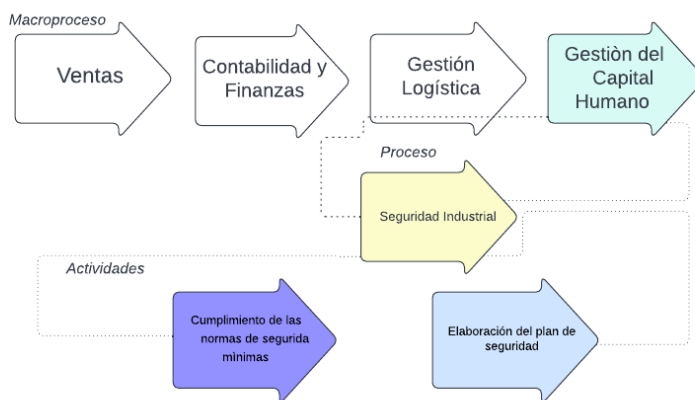 Macroproceso
Ventas
Contabilidad y
Finanzas
Gestión
Logística
Gestiòn del
Capital
Humano
Proceso
Seguridad Industrial
Actividades
Cumplimiento de las
normas de segurida
mìnimas
Elaboración del plan de
seguridad